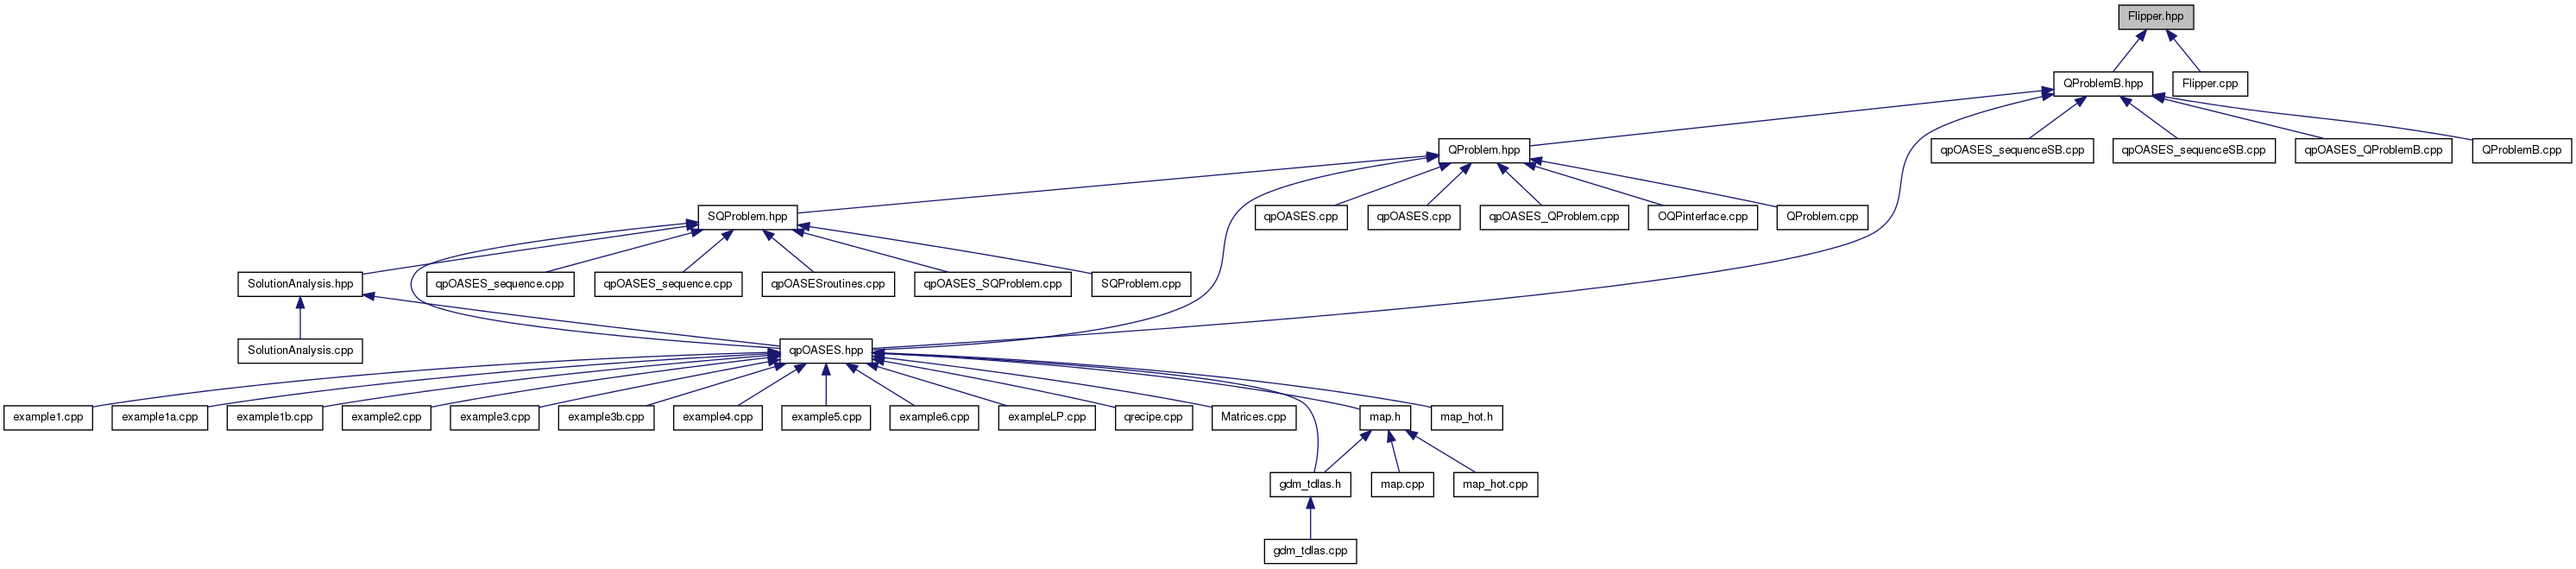 Flipper.hpp
QProblemB.hpp
Flipper.cpp
QProblem.hpp
qpOASES_sequenceSB.cpp
qpOASES_sequenceSB.cpp
qpOASES_QProblemB.cpp
QProblemB.cpp
SQProblem.hpp
qpOASES.cpp
qpOASES.cpp
qpOASES_QProblem.cpp
OQPinterface.cpp
QProblem.cpp
SolutionAnalysis.hpp
qpOASES_sequence.cpp
qpOASES_sequence.cpp
qpOASESroutines.cpp
qpOASES_SQProblem.cpp
SQProblem.cpp
SolutionAnalysis.cpp
qpOASES.hpp
example1.cpp
example1a.cpp
example1b.cpp
example2.cpp
example3.cpp
example3b.cpp
example4.cpp
example5.cpp
example6.cpp
exampleLP.cpp
qrecipe.cpp
Matrices.cpp
map.h
map_hot.h
gdm_tdlas.h
map.cpp
map_hot.cpp
gdm_tdlas.cpp